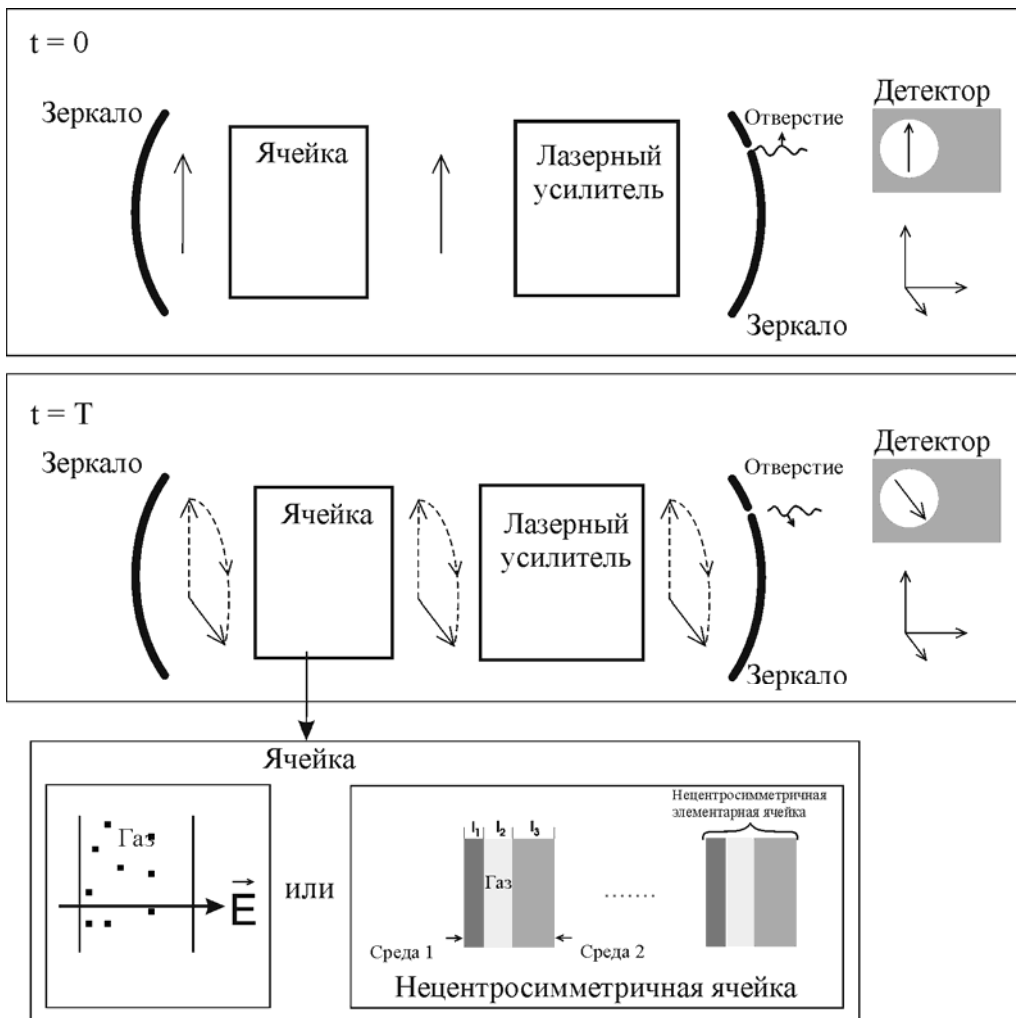 t = 0
Зеркало
Ячейка
Лазерный
усилитель
Отверстие
Детектор
Зеркало
t = T
Зеркало
Ячейка
Лазерный
усилитель
Отверстие
Детектор
Зеркало
Ячейка
Газ
E
или
l₁ l₂ l₃
Газ
Среда 1
Среда 2
.......
Нецентросимметричная
элементарная ячейка
Нецентросимметричная ячейка